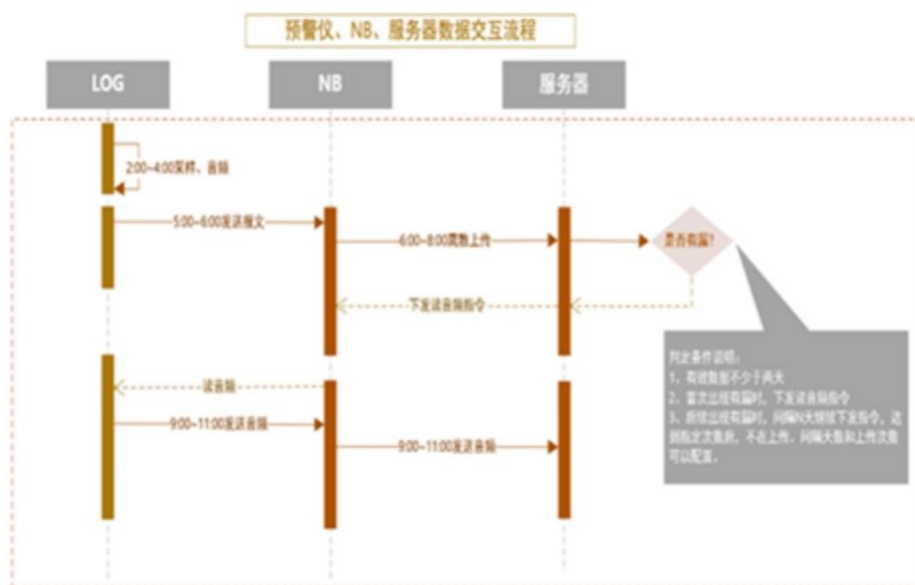 预警仪、NB、服务器数据交互流程
LOG
NB
服务器
2:00~4:00采样、音频
5:00~6:00发送报文
6:00~8:00离散上传
是否有漏?
下发读音频指令
读音频
9:00~11:00发送音频
9:00~11:00发送音频
判定条件说明:
1、有效数据不少于两天
2、首次出现有漏时,下发读音频指令
3、后续出现有漏时,间隔N天继续下发指令,达
到指定次数后,不在上传。间隔天数和上传次数
可以配置。